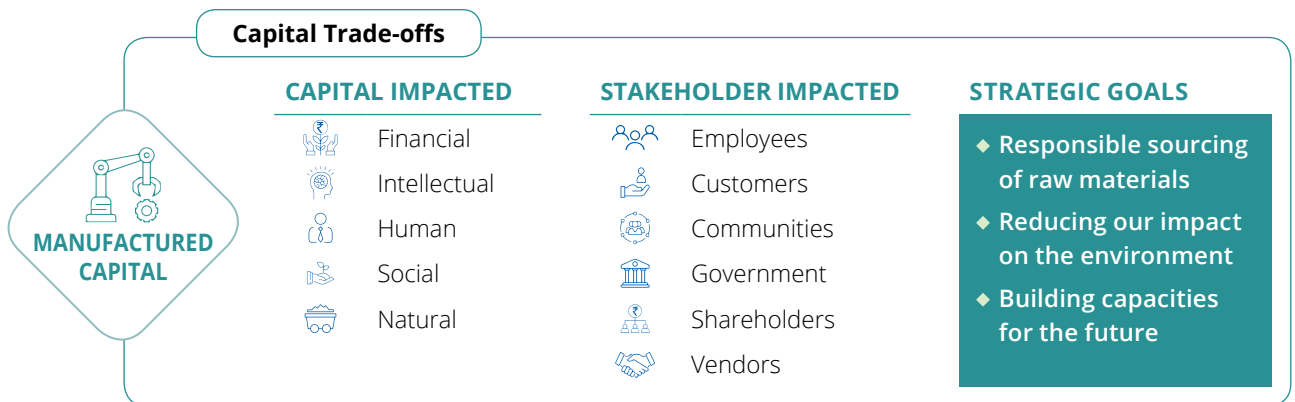 Capital Trade-offs
MANUFACTURED
CAPITAL
CAPITAL IMPACTED
₹
Financial
Intellectual
Human
Social
Natural
STAKEHOLDER IMPACTED
Employees
Customers
Communities
Government
₹
Shareholders
Vendors
STRATEGIC GOALS
Responsible sourcing
of raw materials
Reducing our impact
on the environment
Building capacities
for the future